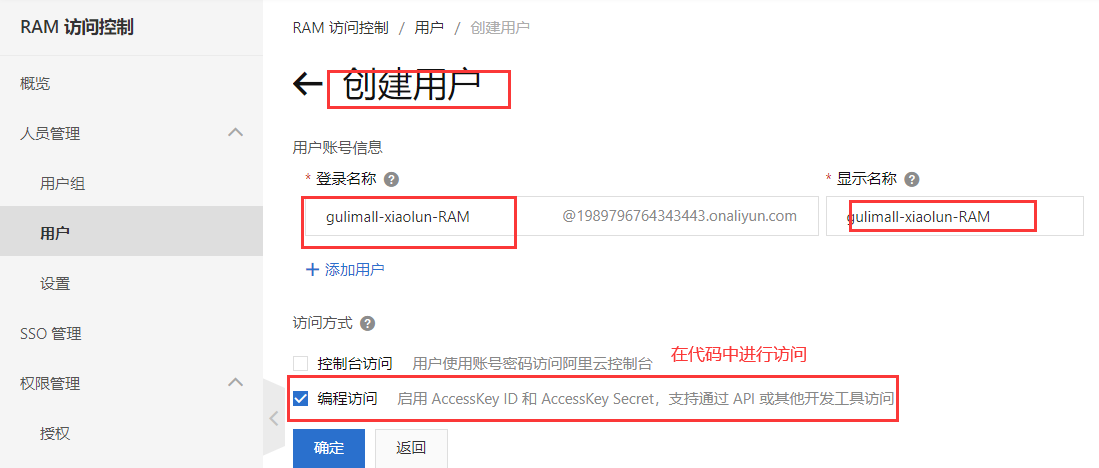 RAM 访问控制
概览
人员管理
用户组
用户
设置
SSO 管理
权限管理
授权
RAM 访问控制 / 用户 / 创建用户
创建用户
用户账号信息
* 登录名称 ?
* 显示名称 ?
gulimall-xiaolun-RAM @1989796764343443.onaliyun.com
gulimall-xiaolun-RAM
+ 添加用户
访问方式 ?
在代码中进行访问
控制台访问 用户使用账号密码访问阿里云控制台
编程访问 启用 AccessKey ID 和 AccessKey Secret，支持通过 API 或其他开发工具访问
确定 返回